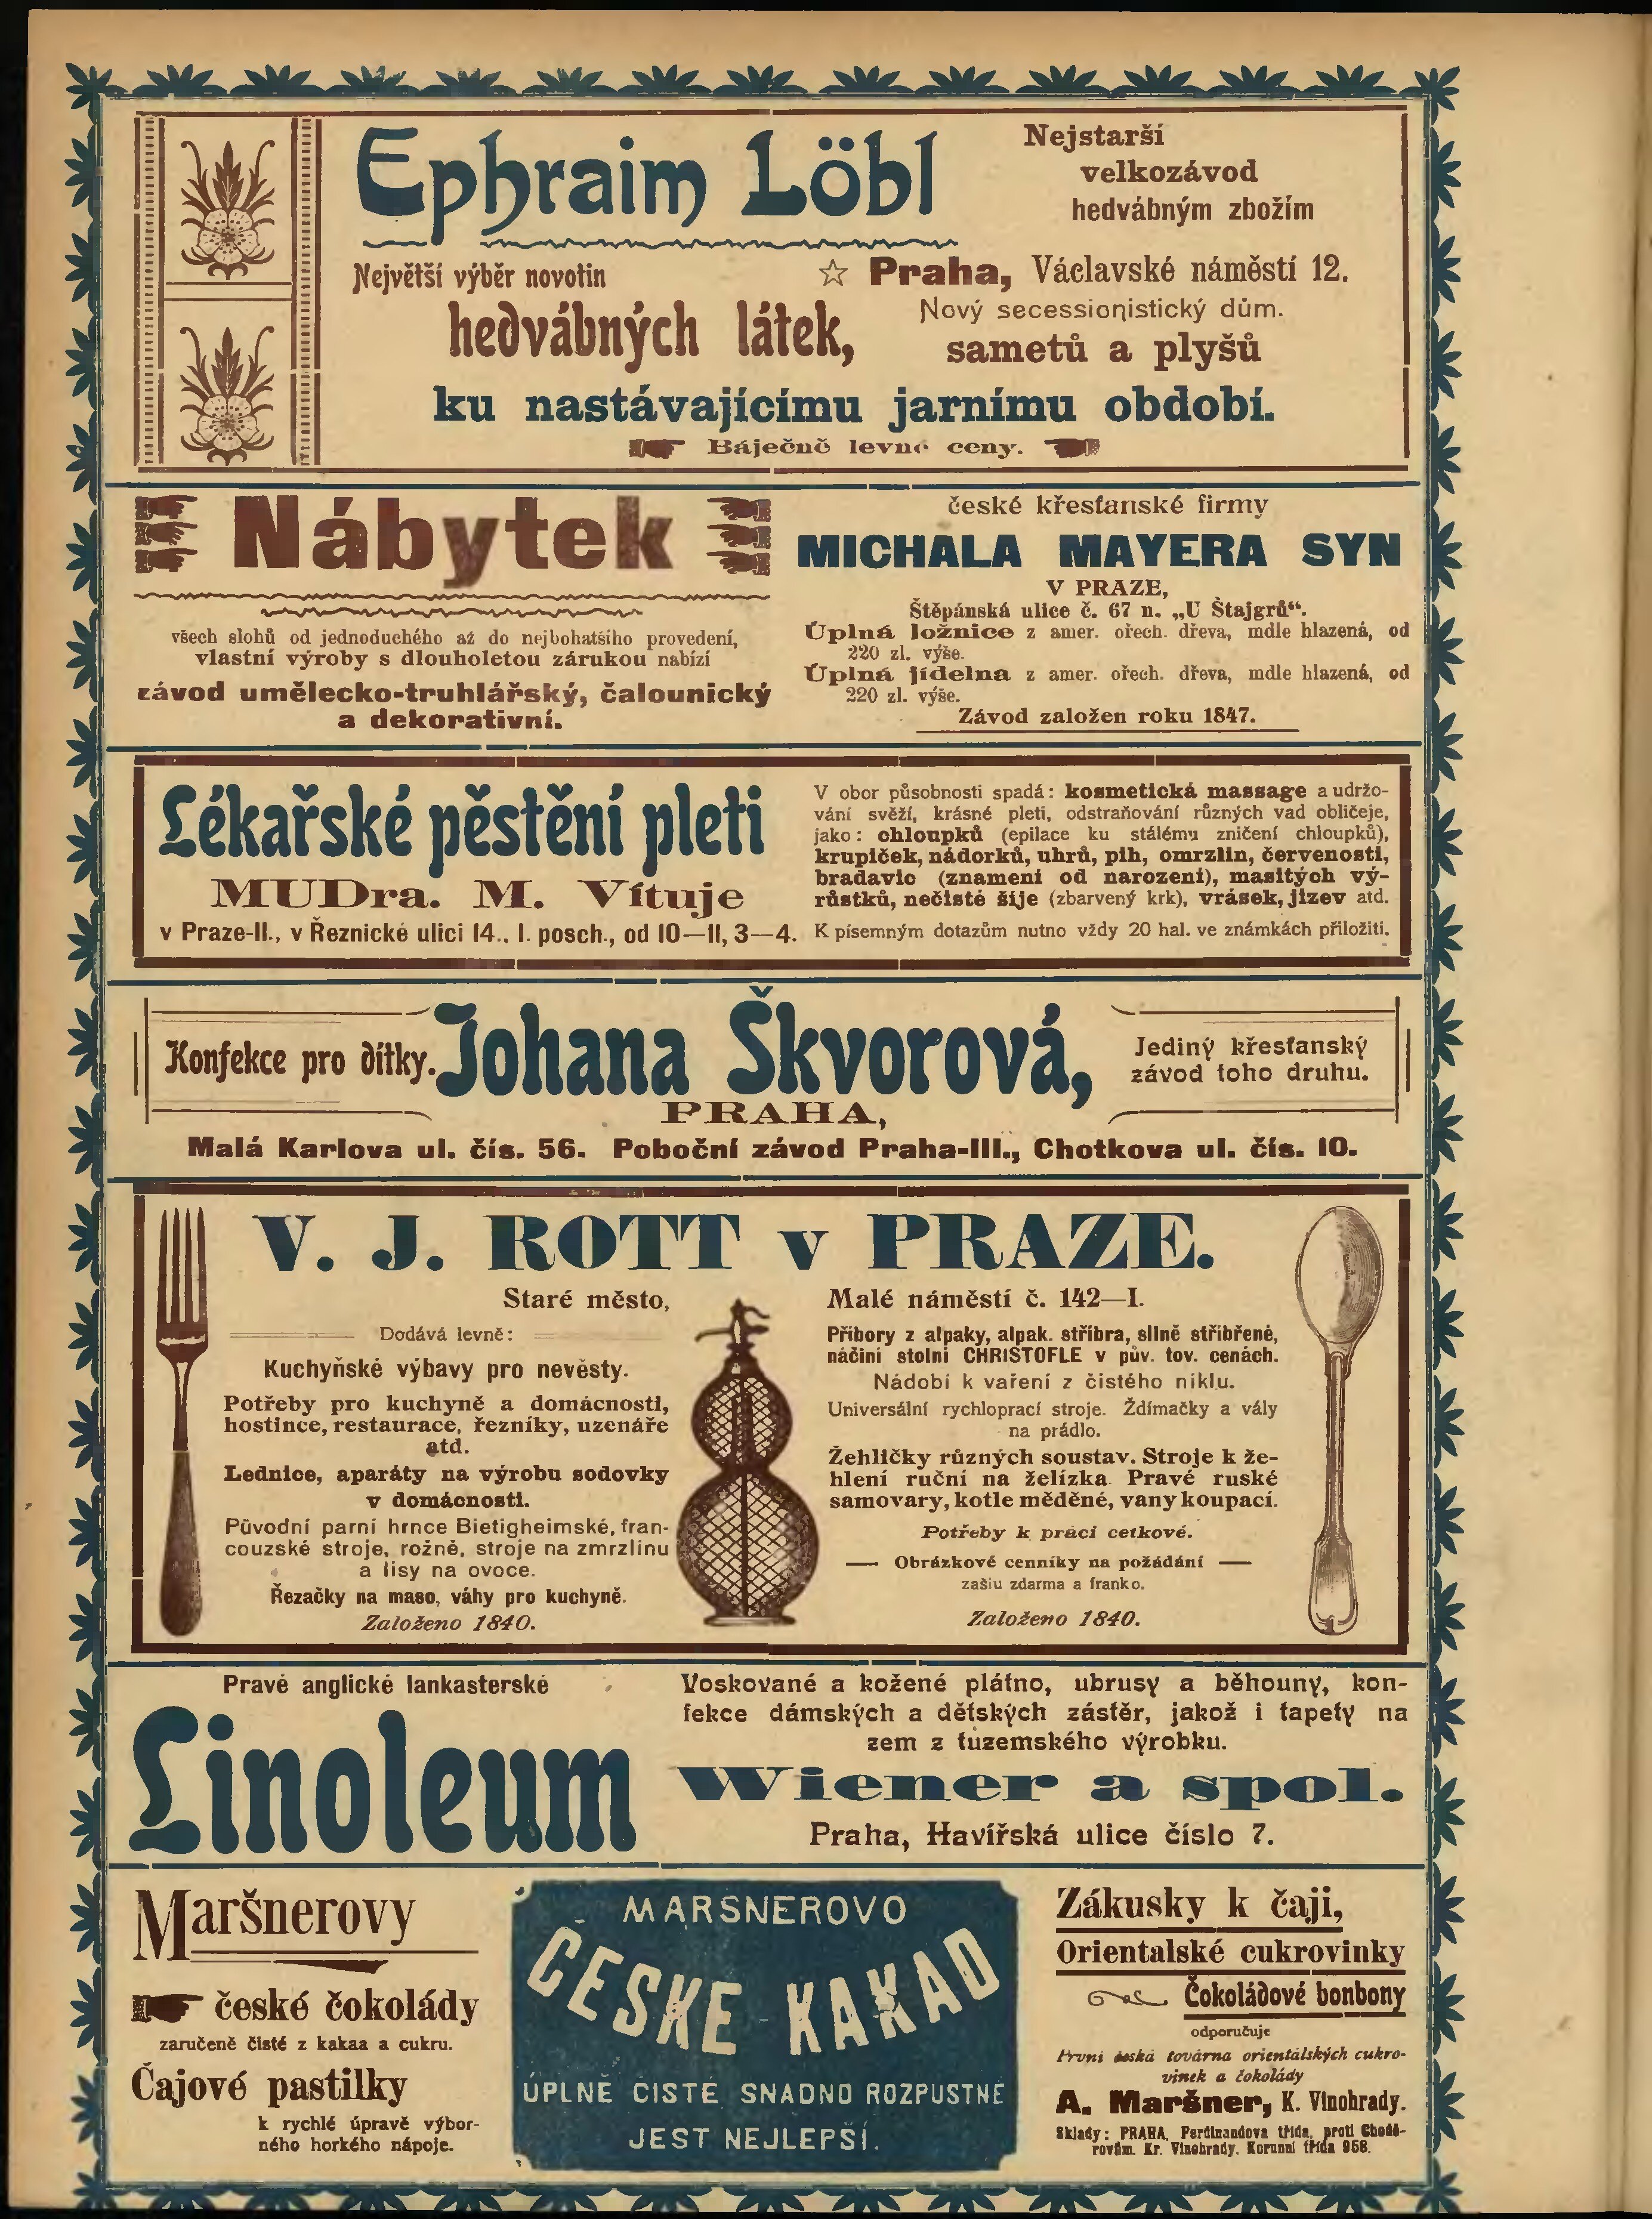 Ephraim Löbl
Nejstarší
velkozávod
hedvábným zbožím
Největší výběr novotin
☆ Praha, Václavské náměstí 12.
Nový secessionistický dům.
hedvábných látek,
sametů a plyšů
ku nastávajícímu jarnímu období.
Báječně levné ceny.
Nábytek
všech slohů od jednoduchého až do nejbohatšího provedení,
vlastní výroby s dlouholetou zárukou nabízí
závod umělecko-truhlářský, čalounický
a dekorativní.
české křesťanské firmy
MICHALA MAYERA SYN
V PRAZE,
Štěpánská ulice č. 67 n. „U Štajgrů“.
Úplná ložnice z amer. ořech. dřeva, mdle hlazená, od
220 zl. výše.
Úplná jídelna z amer. ořech. dřeva, mdle hlazená, od
220 zl. výše.
Závod založen roku 1847.
Lékařské pěstění pleti
MUDra. M. Vítuje
v Praze-II., v Řeznické ulici 14., I. posch., od 10—11, 3—4.
V obor působnosti spadá: kosmetická massage a udržo-
vání svěží, krásné pleti, odstraňování různých vad obličeje,
jako: chloupků (epilace ku stálému zničení chloupků),
krupiček, nádorků, uhrů, pih, omrzlin, červenosti,
bradavic (znamení od narození), masitých vý-
růstků, nečisté šíje (zbarvený krk), vrásek, jizev atd.
K písemným dotazům nutno vždy 20 hal. ve známkách přiložiti.
Konfekce pro dítky.
Johana Škvorová,
Jediný křesťanský
závod toho druhu.
PRAHA,
Malá Karlova ul. čís. 56. Poboční závod Praha-III., Chotkova ul. čís. 10.
V. J. ROTT v PRAZE.
Staré město,
Dodává levně:
Kuchyňské výbavy pro nevěsty.
Potřeby pro kuchyně a domácnosti,
hostince, restaurace, řezníky, uzenáře
atd.
Lednice, aparáty na výrobu sodovky
v domácnosti.
Původní parní hrnce Bietigheimské, fran-
couzské stroje, rožně, stroje na zmrzlinu
a lisy na ovoce.
Řezačky na maso, váhy pro kuchyně.
Založeno 1840.
Malé náměstí č. 142—I.
Příbory z alpaky, alpak. stříbra, silně stříbřené,
náčiní stolní CHRISTOFLE v pův. tov. cenách.
Nádobí k vaření z čistého niklu.
Universální rychloprací stroje. Ždímačky a vály
na prádlo.
Žehličky různých soustav. Stroje k že-
hlení ruční na želízka. Pravé ruské
samovary, kotle měděné, vany koupací.
Potřeby k práci cetkové.
Obrázkové cenníky na požádání
zašlu zdarma a franko.
Založeno 1840.
Pravé anglické lankasterské
Linoleum
Voskované a kožené plátno, ubrusy a běhouny, kon-
fekce dámských a dětských zástěr, jakož i tapety na
zem z tuzemského výrobku.
Wiener a spol.
Praha, Havířská ulice číslo 7.
Maršnerovy
české čokolády
zaručeně čisté z kakaa a cukru.
Čajové pastilky
k rychlé úpravě výbor-
ného horkého nápoje.
MARSNEROVO
ČESKÉ KAKAO
ÚPLNĚ ČISTÉ SNADNO ROZPUSTNÉ
JEST NEJLEPŠÍ.
Zákusky k čaji,
Orientalské cukrovinky
Čokoládové bonbony
odporučuje
První česká továrna orientálských cukro-
vinek a čokolády
A. Maršner, K. Vinohrady.
Sklady: PRAHA, Ferdinandova třída, proti Chodě-
rovům. Kr. Vinohrady, Korunní třída 958.